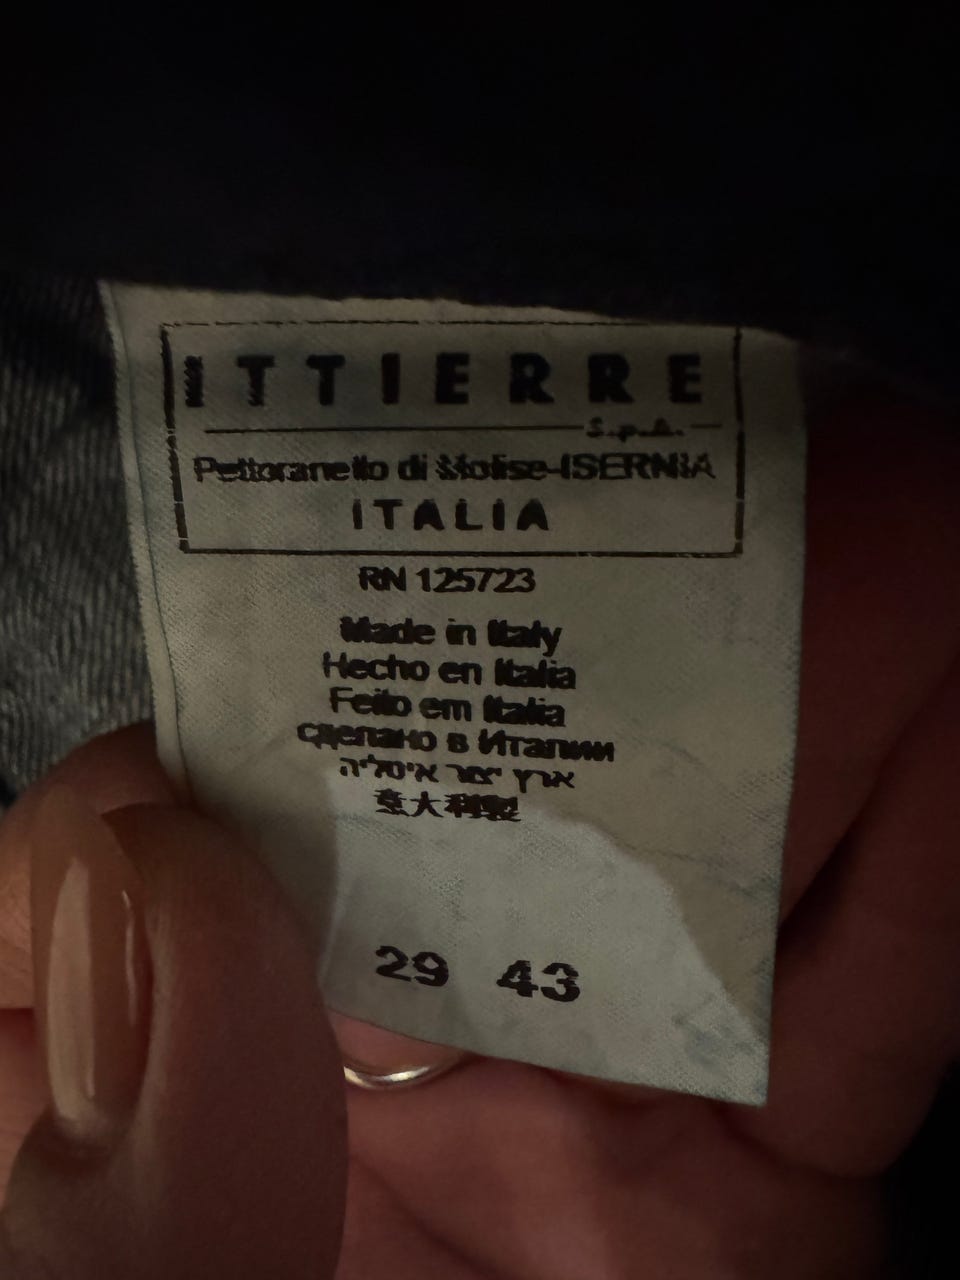 ITTIERRE
S.p.A.
Pettoranello di Molise-ISERNIA
ITALIA
RN 125723
Made in Italy
Hecho en Italia
Feito em Italia
сделано в Италии
ארץ יצור איטליה
意大利製
29 43